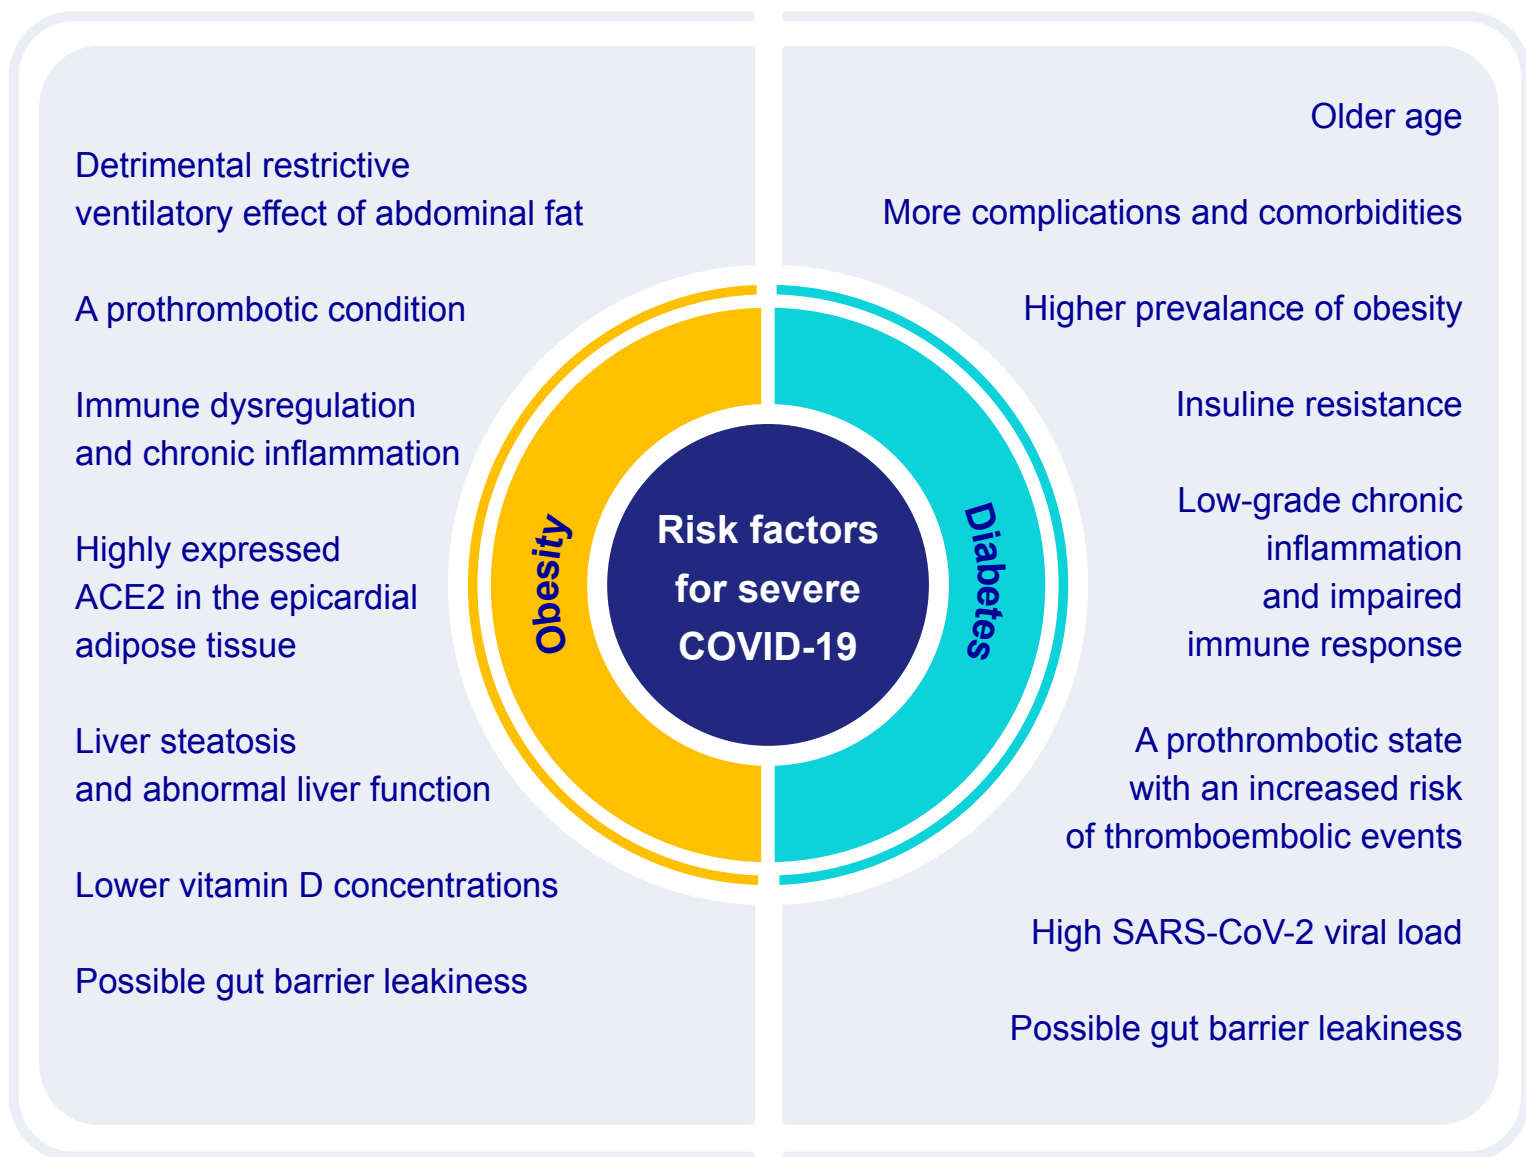 Detrimental restrictive
ventilatory effect of abdominal fat
A prothrombotic condition
Immune dysregulation
and chronic inflammation
Highly expressed
ACE2 in the epicardial
adipose tissue
Liver steatosis
and abnormal liver function
Lower vitamin D concentrations
Possible gut barrier leakiness
Obesity
Risk factors
for severe
COVID-19
Diabetes
Older age
More complications and comorbidities
Higher prevalance of obesity
Insuline resistance
Low-grade chronic
inflammation
and impaired
immune response
A prothrombotic state
with an increased risk
of thromboembolic events
High SARS-CoV-2 viral load
Possible gut barrier leakiness